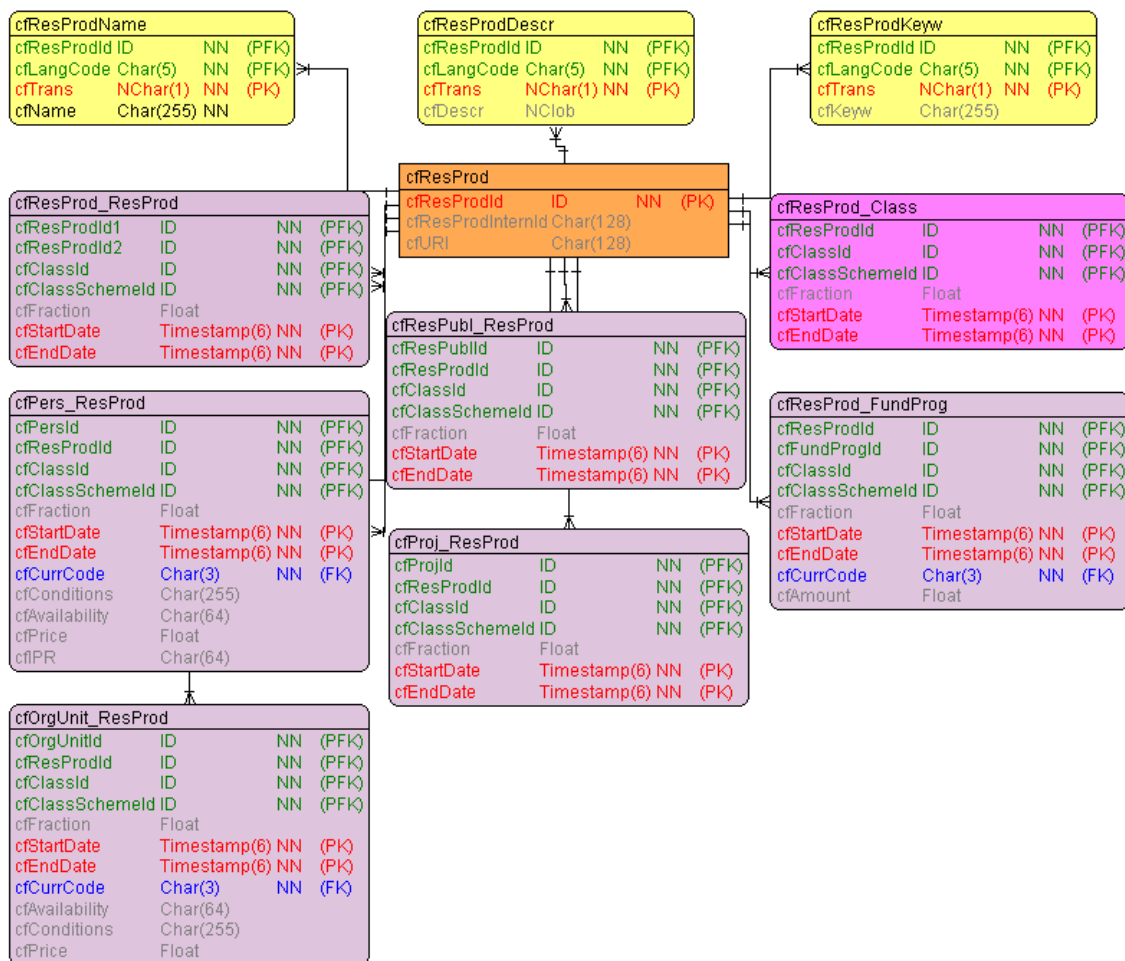 cfResProdName
cfResProdId ID NN (PFK)
cfLangCode Char(5) NN (PFK)
cfTrans NChar(1) NN (PK)
cfName Char(255) NN
cfResProdDescr
cfResProdId ID NN (PFK)
cfLangCode Char(5) NN (PFK)
cfTrans NChar(1) NN (PK)
cfDescr NClob
cfResProdKeyw
cfResProdId ID NN (PFK)
cfLangCode Char(5) NN (PFK)
cfTrans NChar(1) NN (PK)
cfKeyw Char(255)
cfResProd
cfResProdId ID NN (PK)
cfResProdInternId Char(128)
cfURI Char(128)
cfResProd_ResProd
cfResProdId1 ID NN (PFK)
cfResProdId2 ID NN (PFK)
cfClassId ID NN (PFK)
cfClassSchemeId ID NN (PFK)
cfFraction Float
cfStartDate Timestamp(6) NN (PK)
cfEndDate Timestamp(6) NN (PK)
cfResProd_Class
cfResProdId ID NN (PFK)
cfClassId ID NN (PFK)
cfClassSchemeId ID NN (PFK)
cfFraction Float
cfStartDate Timestamp(6) NN (PK)
cfEndDate Timestamp(6) NN (PK)
cfResPubl_ResProd
cfResPublId ID NN (PFK)
cfResProdId ID NN (PFK)
cfClassId ID NN (PFK)
cfClassSchemeId ID NN (PFK)
cfFraction Float
cfStartDate Timestamp(6) NN (PK)
cfEndDate Timestamp(6) NN (PK)
cfPers_ResProd
cfPersId ID NN (PFK)
cfResProdId ID NN (PFK)
cfClassId ID NN (PFK)
cfClassSchemeId ID NN (PFK)
cfFraction Float
cfStartDate Timestamp(6) NN (PK)
cfEndDate Timestamp(6) NN (PK)
cfCurrCode Char(3) NN (FK)
cfConditions Char(255)
cfAvailability Char(64)
cfPrice Float
cfIPR Char(64)
cfResProd_FundProg
cfResProdId ID NN (PFK)
cfFundProgId ID NN (PFK)
cfClassId ID NN (PFK)
cfClassSchemeId ID NN (PFK)
cfFraction Float
cfStartDate Timestamp(6) NN (PK)
cfEndDate Timestamp(6) NN (PK)
cfCurrCode Char(3) NN (FK)
cfAmount Float
cfProj_ResProd
cfProjId ID NN (PFK)
cfResProdId ID NN (PFK)
cfClassId ID NN (PFK)
cfClassSchemeId ID NN (PFK)
cfFraction Float
cfStartDate Timestamp(6) NN (PK)
cfEndDate Timestamp(6) NN (PK)
cfOrgUnit_ResProd
cfOrgUnitId ID NN (PFK)
cfResProdId ID NN (PFK)
cfClassId ID NN (PFK)
cfClassSchemeId ID NN (PFK)
cfFraction Float
cfStartDate Timestamp(6) NN (PK)
cfEndDate Timestamp(6) NN (PK)
cfCurrCode Char(3) NN (FK)
cfAvailability Char(64)
cfConditions Char(255)
cfPrice Float